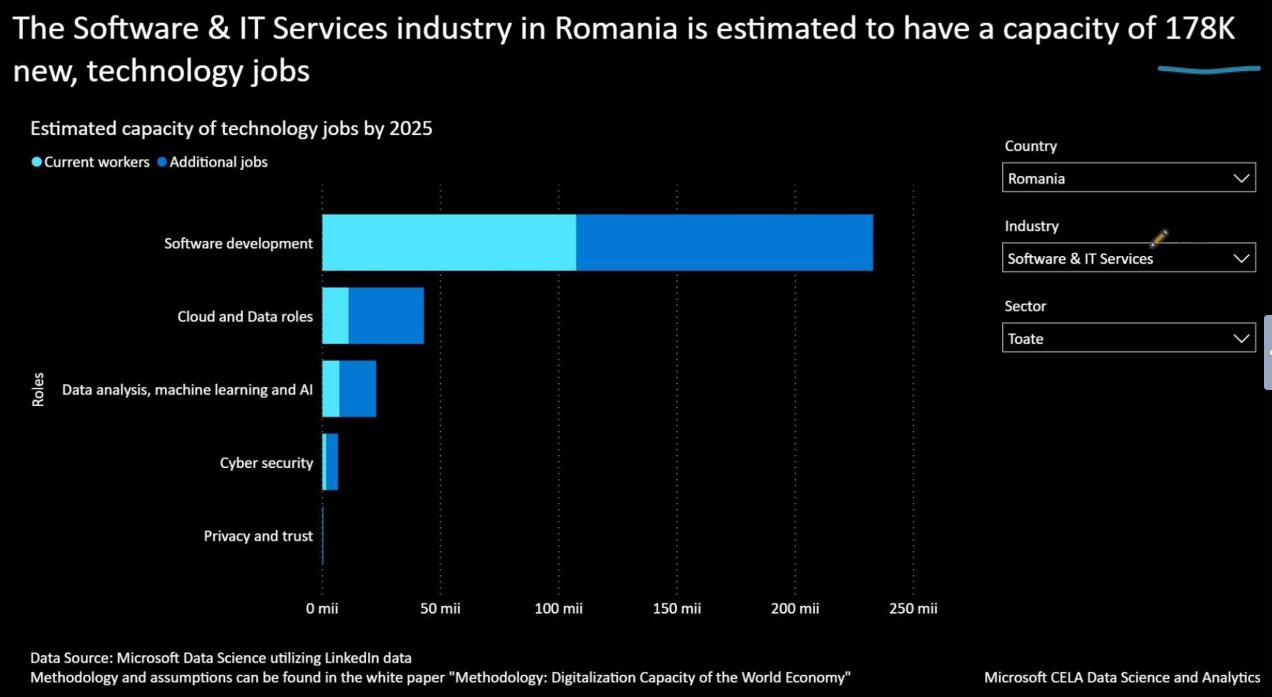 The Software & IT Services industry in Romania is estimated to have a capacity of 178K
new, technology jobs
Estimated capacity of technology jobs by 2025
Current workers Additional jobs
Country
Romania
Industry
Software & IT Services
Sector
Toate
Roles
Software development
Cloud and Data roles
Data analysis, machine learning and AI
Cyber security
Privacy and trust
0 mii 50 mii 100 mii 150 mii 200 mii 250 mii
Data Source: Microsoft Data Science utilizing LinkedIn data
Methodology and assumptions can be found in the white paper "Methodology: Digitalization Capacity of the World Economy"
Microsoft CELA Data Science and Analytics